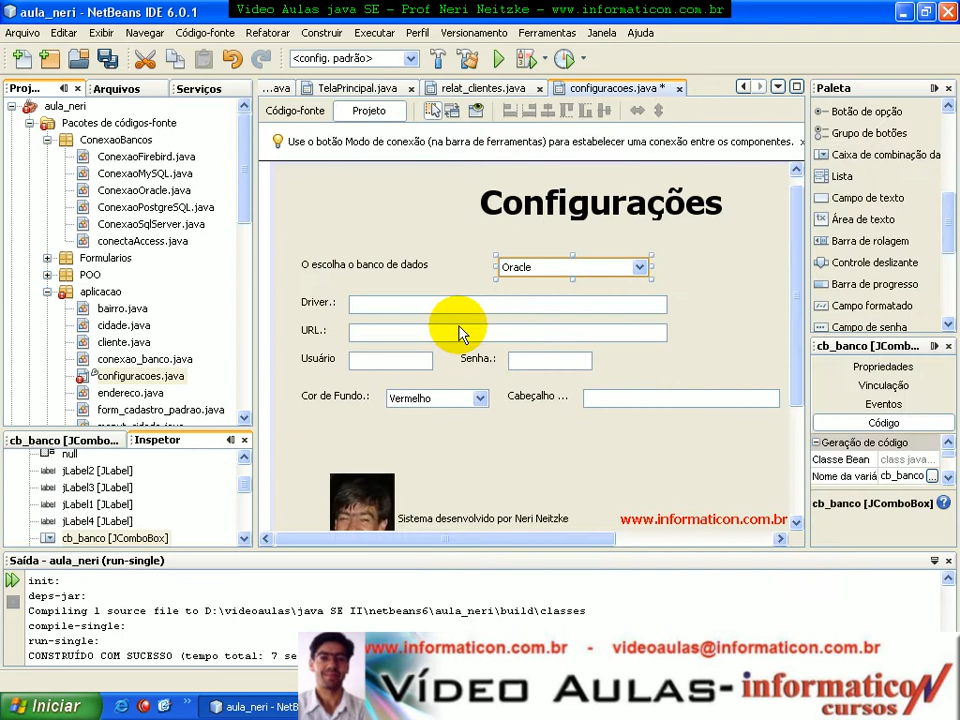 aula_neri - NetBeans IDE 6.0.1
Video Aulas java SE - Prof Neri Neitzke - www.informaticon.com.br
Arquivo Editar Exibir Navegar Código-fonte Refatorar Construir Executar Perfil Versionamento Ferramentas Janela Ajuda
<config. padrão>
Proj... Arquivos Serviços
...ava TelaPrincipal.java relat_clientes.java configuracoes.java *
Paleta
Código-fonte Projeto
Use o botão Modo de conexão (na barra de ferramentas) para estabelecer uma conexão entre os componentes.
aula_neri
Pacotes de códigos-fonte
ConexaoBancos
ConexaoFirebird.java
ConexaoMySQL.java
ConexaoOracle.java
ConexaoPostgreSQL.java
ConexaoSqlServer.java
conectaAccess.java
Formularios
POO
aplicacao
bairro.java
cidade.java
cliente.java
conexao_banco.java
configuracoes.java
endereco.java
form_cadastro_padrao.java
Configurações
O escolha o banco de dados
Oracle
Driver.:
URL.:
Usuário
Senha.:
Cor de Fundo.:
Vermelho
Cabeçalho ...
Sistema desenvolvido por Neri Neitzke
www.informaticon.com.br
Botão de opção
Grupo de botões
Caixa de combinação da
Lista
Campo de texto
Área de texto
Barra de rolagem
Controle deslizante
Barra de progresso
Campo formatado
Campo de senha
cb_banco [JComb...
Propriedades
Vinculação
Eventos
Código
Geração de código
Classe Bean class java...
Nome da variá cb_banco ...
cb_banco [JComboBox]
cb_banco [JCombo... Inspetor
null
jLabel2 [JLabel]
jLabel3 [JLabel]
jLabel1 [JLabel]
jLabel4 [JLabel]
cb_banco [JComboBox]
Saída - aula_neri (run-single)
init:
deps-jar:
Compiling 1 source file to D:\videoaulas\java SE II\netbeans6\aula_neri\build\classes
compile-single:
run-single:
CONSTRUÍDO COM SUCESSO (tempo total: 7 se
www.informaticon.com.br - videoaulas@informaticon.com.br
VÍDEO AULAS- informaticon
cursos
Iniciar
aula_neri - NetB